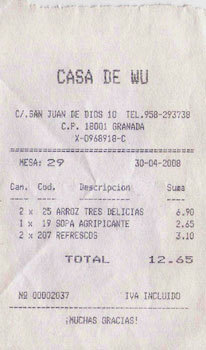 CASA DE WU
C/.SAN JUAN DE DIOS 10 TEL.958-293738
C.P. 18001 GRANADA
X-0968918-C
MESA: 29 30-04-2008
Can. Cod. Descripcion Suma
2 x 25 ARROZ TRES DELICIAS 6.90
1 x 19 SOPA AGRIPICANTE 2.65
2 x 207 REFRESCOS 3.10
TOTAL 12.65
Nº 00002037 IVA INCLUIDO
¡MUCHAS GRACIAS!